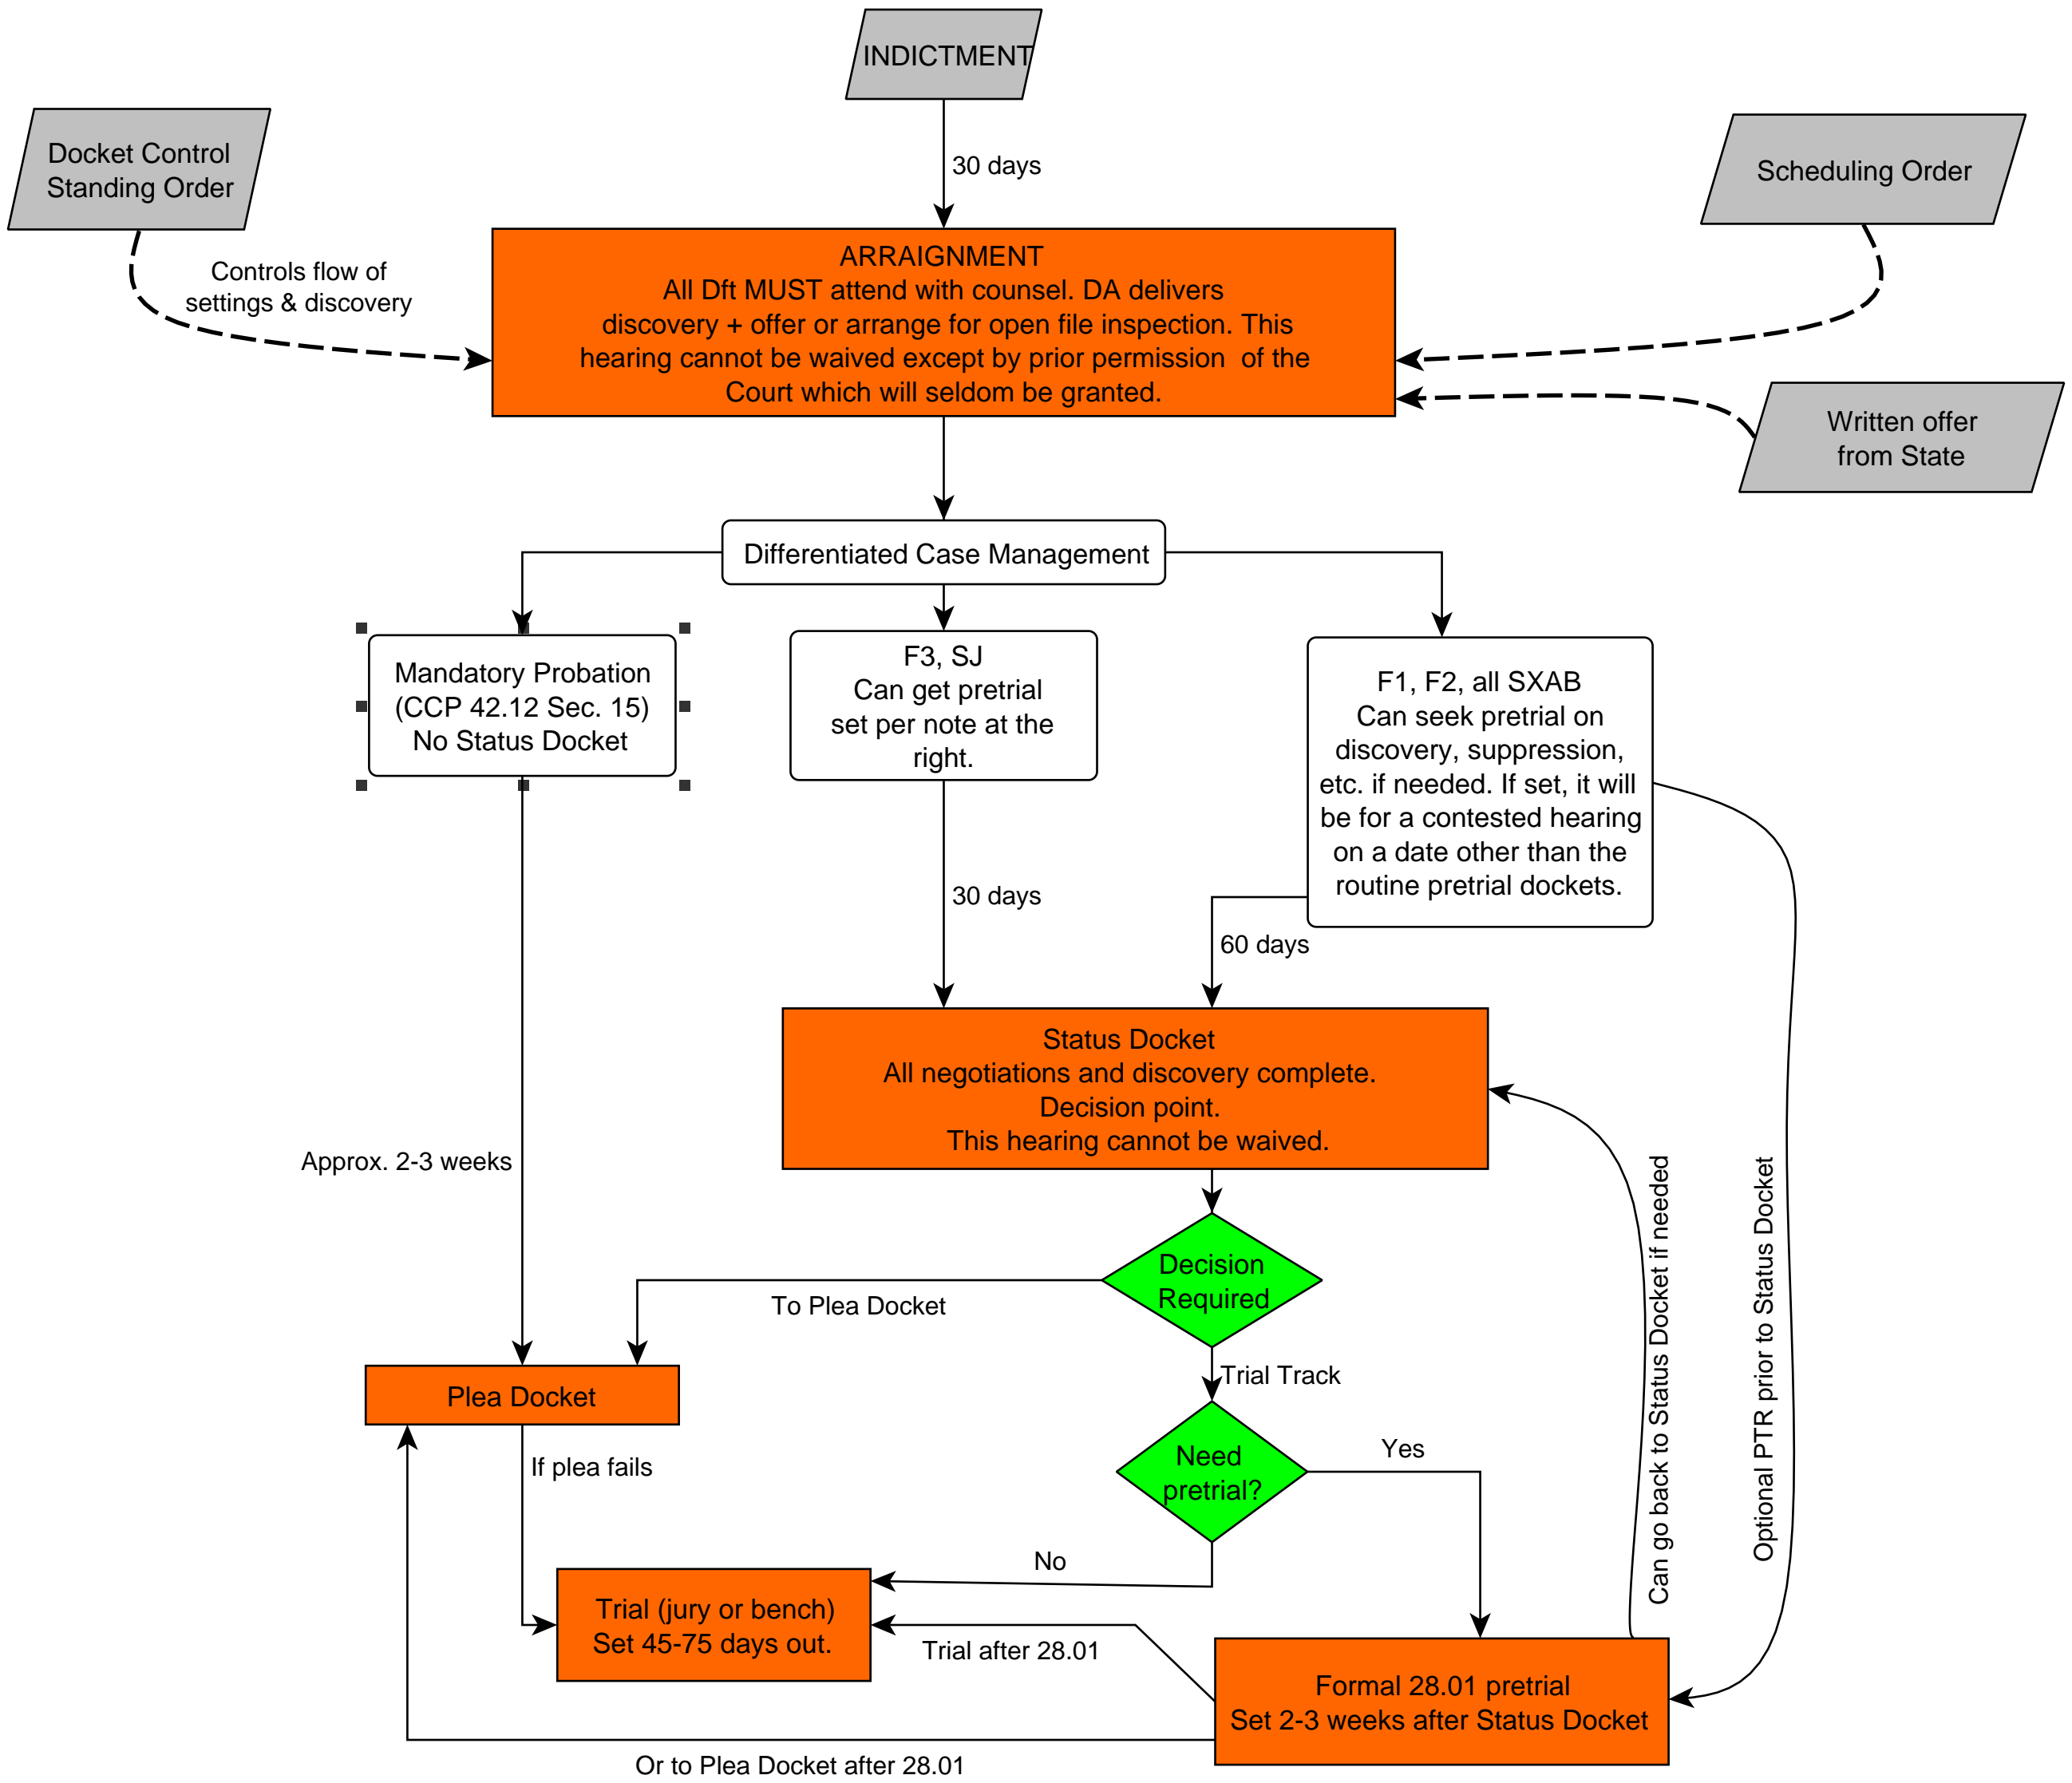 INDICTMENT
Docket Control
Standing Order
30 days
Scheduling Order
Controls flow of
settings & discovery
ARRAIGNMENT
All Dft MUST attend with counsel. DA delivers
discovery + offer or arrange for open file inspection. This
hearing cannot be waived except by prior permission  of the
Court which will seldom be granted.
Written offer
from State
Differentiated Case Management
Mandatory Probation
(CCP 42.12 Sec. 15)
No Status Docket
F3, SJ
Can get pretrial
set per note at the
right.
F1, F2, all SXAB
Can seek pretrial on
discovery, suppression,
etc. if needed. If set, it will
be for a contested hearing
on a date other than the
routine pretrial dockets.
30 days
60 days
Status Docket
All negotiations and discovery complete.
Decision point.
This hearing cannot be waived.
Approx. 2-3 weeks
Can go back to Status Docket if needed
Optional PTR prior to Status Docket
Decision
Required
To Plea Docket
Trial Track
Plea Docket
If plea fails
Need
pretrial?
Yes
No
Trial (jury or bench)
Set 45-75 days out.
Trial after 28.01
Formal 28.01 pretrial
Set 2-3 weeks after Status Docket
Or to Plea Docket after 28.01